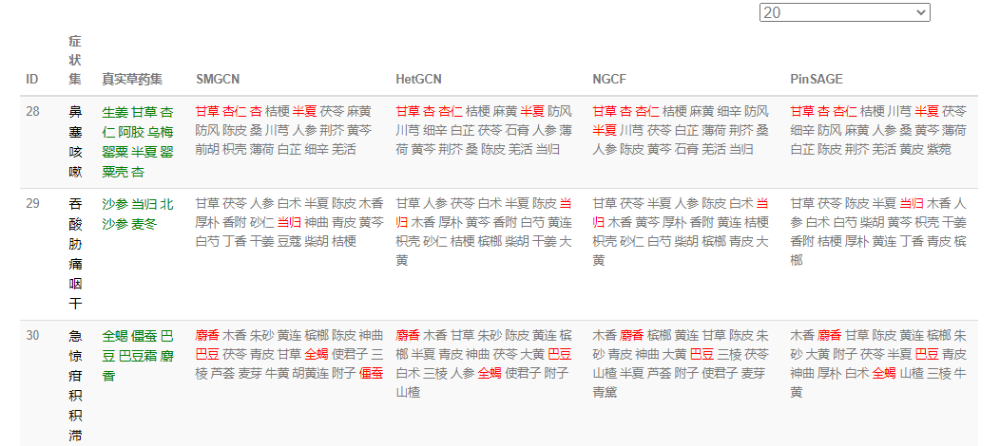 20
ID 症状集 真实草药集 SMGCN HetGCN NGCF PinSAGE
28
鼻
塞
咳
嗽
生姜 甘草 杏
仁 阿胶 乌梅
罂粟 半夏 罂
粟壳 杏
甘草 杏仁 杏 桔梗 半夏 茯苓 麻黄
防风 陈皮 桑 川芎 人参 荆芥 黄芩
前胡 枳壳 薄荷 白芷 细辛 羌活
甘草 杏 杏仁 桔梗 麻黄 半夏 防风
川芎 细辛 白芷 茯苓 石膏 人参 薄
荷 黄芩 荆芥 桑 陈皮 羌活 当归
甘草 杏 杏仁 桔梗 麻黄 细辛 防风
半夏 川芎 茯苓 白芷 薄荷 荆芥 桑
人参 陈皮 黄芩 石膏 羌活 当归
甘草 杏 杏仁 桔梗 川芎 半夏 茯苓
细辛 防风 麻黄 人参 桑 黄芩 薄荷
白芷 陈皮 荆芥 羌活 黄皮 紫菀
29
吞
酸
胁
痛
咽
干
沙参 当归 北
沙参 麦冬
甘草 茯苓 人参 白术 半夏 陈皮 木香
厚朴 香附 砂仁 当归 神曲 青皮 黄芩
白芍 丁香 干姜 豆蔻 柴胡 桔梗
甘草 人参 茯苓 白术 半夏 陈皮 当
归 木香 厚朴 黄芩 香附 白芍 黄连
枳壳 砂仁 桔梗 槟榔 柴胡 干姜 大
黄
甘草 茯苓 半夏 人参 陈皮 白术 当
归 木香 黄芩 厚朴 香附 黄连 桔梗
枳壳 砂仁 白芍 柴胡 槟榔 青皮 大
黄
甘草 茯苓 陈皮 半夏 当归 木香 人
参 白术 白芍 柴胡 黄芩 枳壳 干姜
香附 桔梗 厚朴 黄连 丁香 青皮 槟
榔
30
急
惊
疳
积
积
滞
全蝎 僵蚕 巴
豆 巴豆霜 麝
香
麝香 木香 朱砂 黄连 槟榔 陈皮 神曲
巴豆 茯苓 青皮 甘草 全蝎 使君子 三
棱 芦荟 麦芽 牛黄 胡黄连 附子 僵蚕
麝香 木香 甘草 朱砂 陈皮 黄连 槟
榔 半夏 青皮 神曲 茯苓 大黄 巴豆
白术 三棱 人参 全蝎 使君子 附子
山楂
木香 麝香 槟榔 黄连 甘草 陈皮 朱
砂 青皮 神曲 大黄 巴豆 三棱 茯苓
山楂 半夏 芦荟 附子 使君子 麦芽
青黛
木香 麝香 甘草 陈皮 黄连 槟榔 朱
砂 大黄 附子 茯苓 半夏 巴豆 青皮
神曲 厚朴 白术 全蝎 山楂 三棱 牛
黄